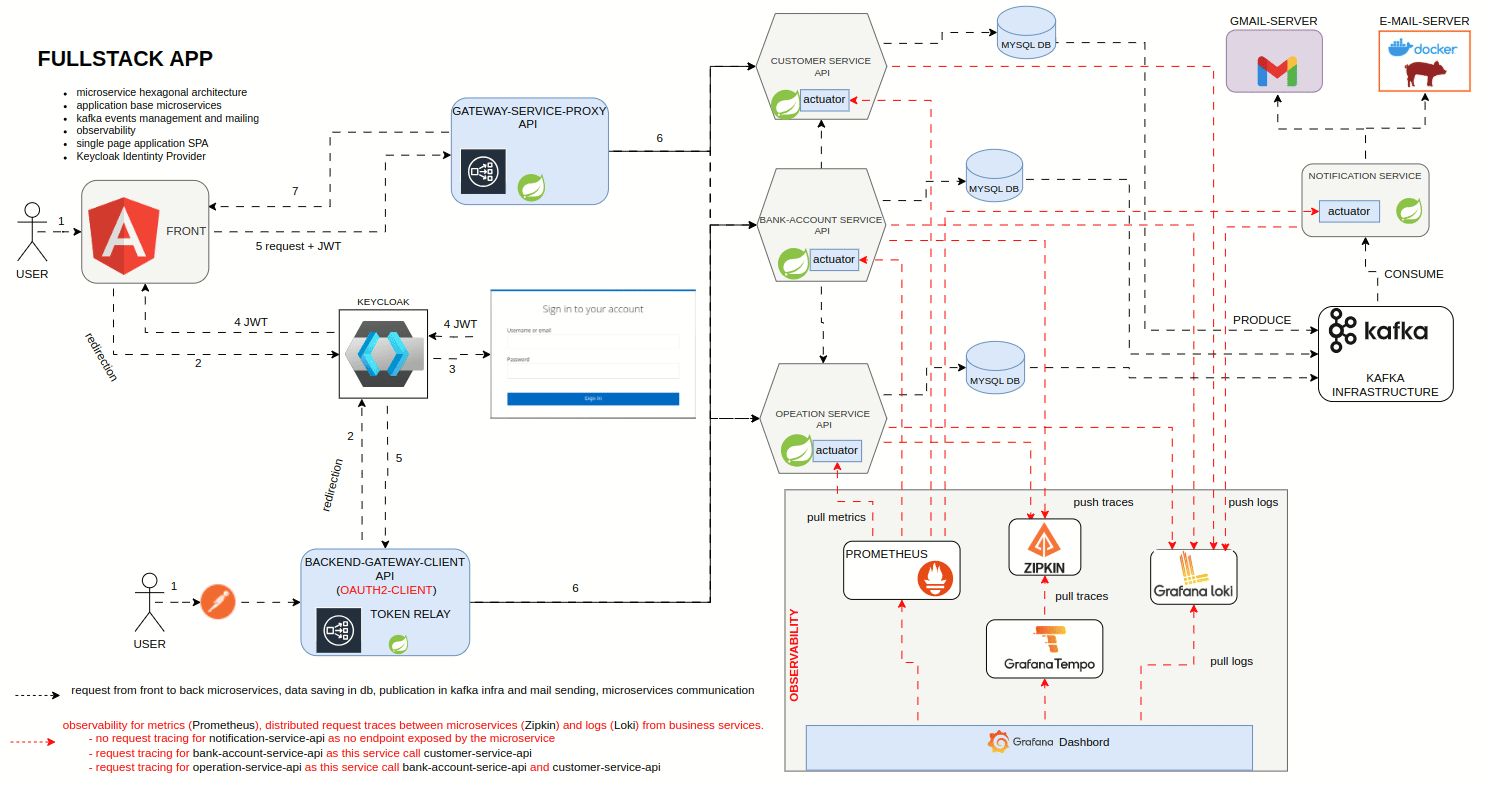 FULLSTACK APP
microservice hexagonal architecture
application base microservices
kafka events management and mailing
observability
single page application SPA
Keycloak Identinty Provider
USER
1
FRONT
7
5 request + JWT
GATEWAY-SERVICE-PROXY
API
6
4 JWT
2
redirection
KEYCLOAK
4 JWT
3
Sign in to your account
Username or email
Password
Sign In
2
redirection
5
USER
1
BACKEND-GATEWAY-CLIENT
API
(OAUTH2-CLIENT)
TOKEN RELAY
6
CUSTOMER SERVICE
API
actuator
MYSQL DB
BANK-ACCOUNT SERVICE
API
actuator
MYSQL DB
OPEATION SERVICE
API
actuator
MYSQL DB
GMAIL-SERVER
E-MAIL-SERVER
docker
NOTIFICATION SERVICE
actuator
CONSUME
PRODUCE
kafka
KAFKA
INFRASTRUCTURE
OBSERVABILITY
pull metrics
PROMETHEUS
push traces
ZIPKIN
pull traces
Grafana Tempo
push logs
Grafana loki
pull logs
Grafana Dashbord
request from front to back microservices, data saving in db, publication in kafka infra and mail sending, microservices communication
observability for metrics (Prometheus), distributed request traces between microservices (Zipkin) and logs (Loki) from business services.
- no request tracing for notification-service-api as no endpoint exposed by the microservice
- request tracing for bank-account-service-api as this service call customer-service-api
- request tracing for operation-service-api as this service call bank-account-serice-api and customer-service-api